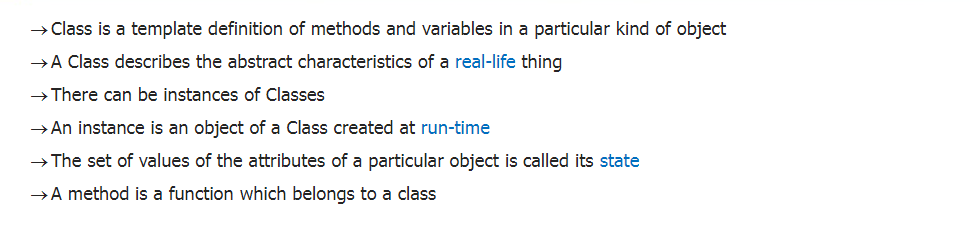 →Class is a template definition of methods and variables in a particular kind of object
→A Class describes the abstract characteristics of a real-life thing
→There can be instances of Classes
→An instance is an object of a Class created at run-time
→The set of values of the attributes of a particular object is called its state
→A method is a function which belongs to a class